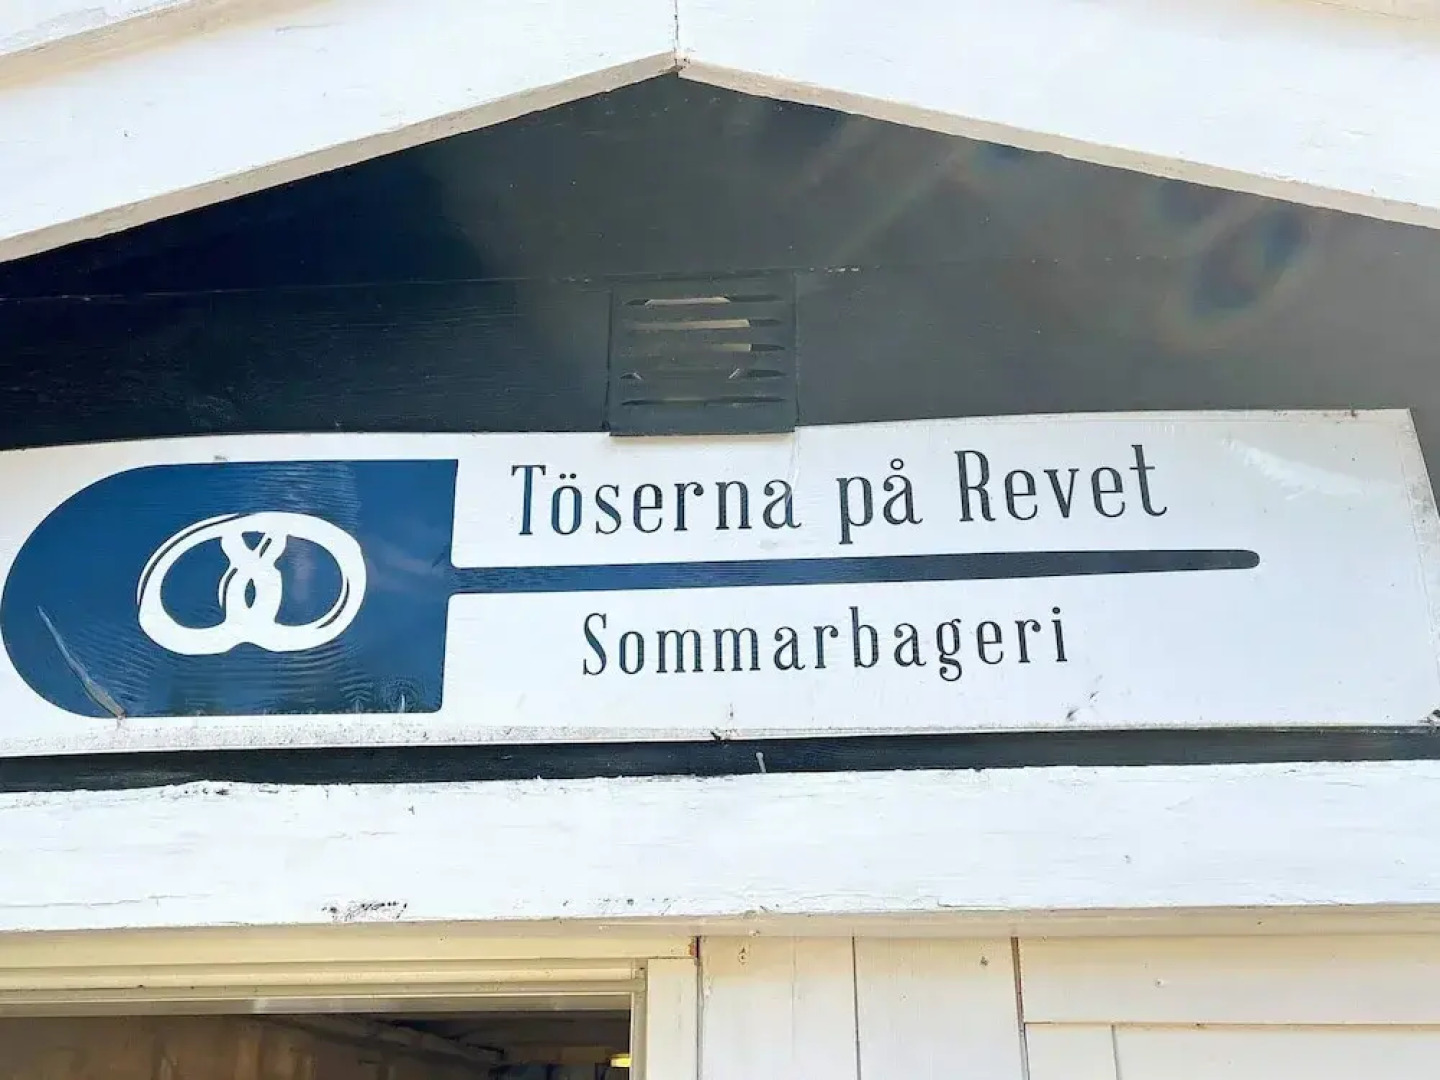 Töserna på Revet
Sommarbageri